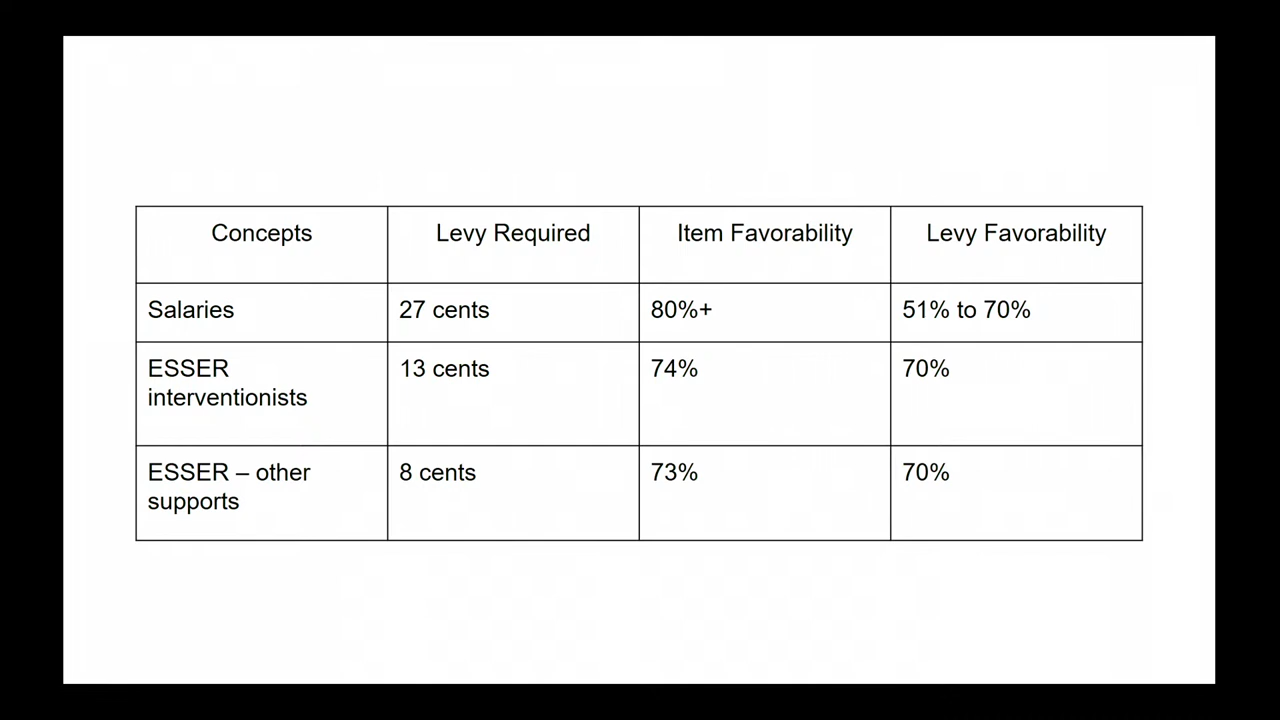 Concepts
Levy Required
Item Favorability
Levy Favorability
Salaries
27 cents
80%+
51% to 70%
ESSER
interventionists
13 cents
74%
70%
ESSER – other
supports
8 cents
73%
70%